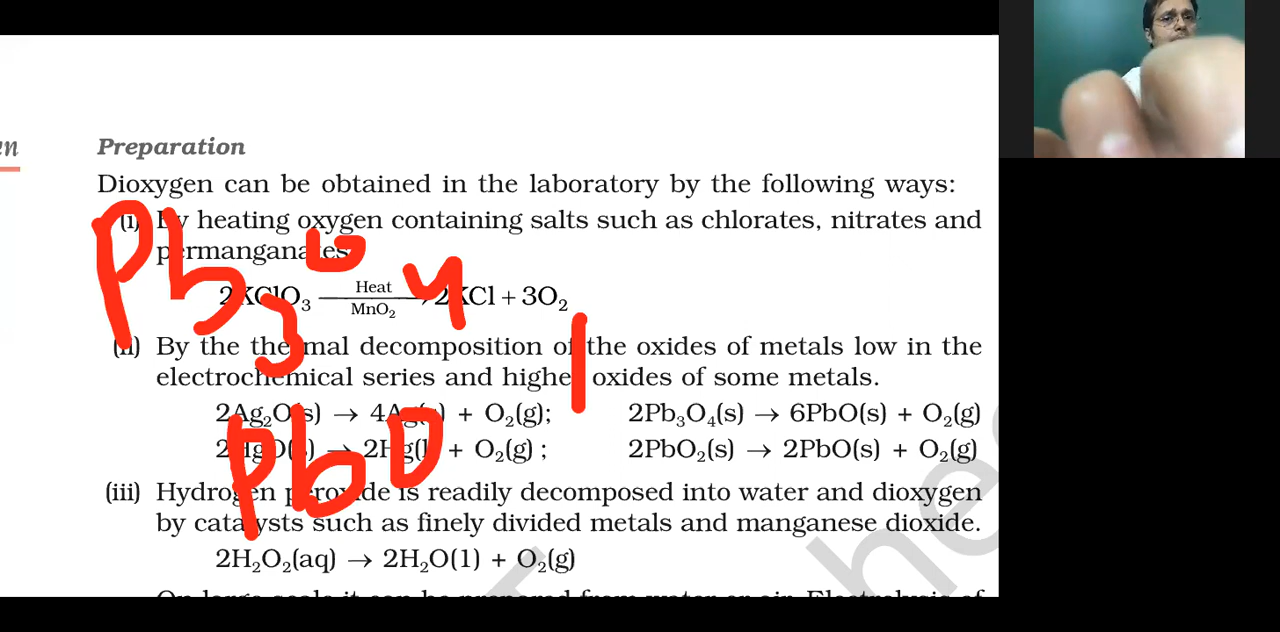 Preparation
Dioxygen can be obtained in the laboratory by the following ways:
(i) By heating oxygen containing salts such as chlorates, nitrates and
permanganates
2KClO₃ Heat MnO₂ → 2KCl + 3O₂
(ii) By the thermal decomposition of the oxides of metals low in the
electrochemical series and higher oxides of some metals.
2Ag₂O(s) → 4Ag(s) + O₂(g); 2Pb₃O₄(s) → 6PbO(s) + O₂(g)
2HgO(s) → 2Hg(l) + O₂(g) ; 2PbO₂(s) → 2PbO(s) + O₂(g)
(iii) Hydrogen peroxide is readily decomposed into water and dioxygen
by catalysts such as finely divided metals and manganese dioxide.
2H₂O₂(aq) → 2H₂O(1) + O₂(g)
Pb₃O₄
PbO